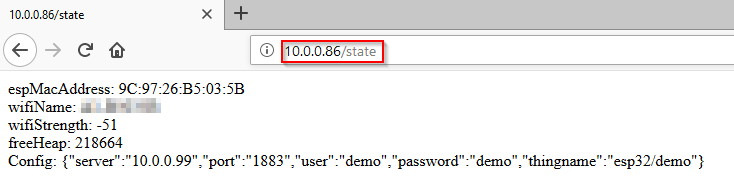 10.0.0.86/state
10.0.0.86/state
espMacAddress: 9C:97:26:B5:03:5B
wifiName:
wifiStrength: -51
freeHeap: 218664
Config: {"server":"10.0.0.99","port":"1883","user":"demo","password":"demo","thingname":"esp32/demo"}